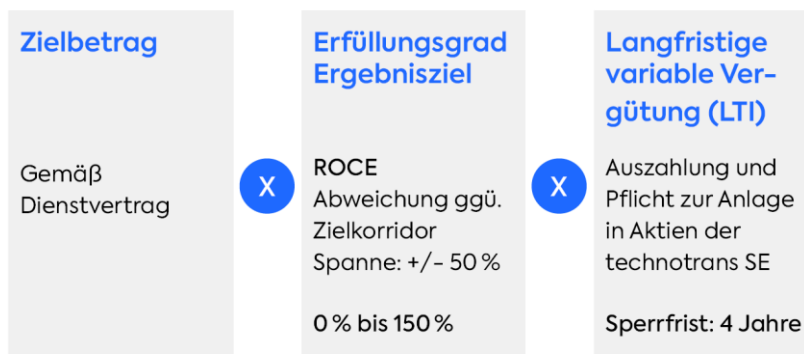 Zielbetrag
Gemäß
Dienstvertrag
X
Erfüllungsgrad
Ergebnisziel
ROCE
Abweichung ggü.
Zielkorridor
Spanne: +/- 50 %
0 % bis 150 %
X
Langfristige
variable Ver-
gütung (LTI)
Auszahlung und
Pflicht zur Anlage
in Aktien der
technotrans SE
Sperrfrist: 4 Jahre